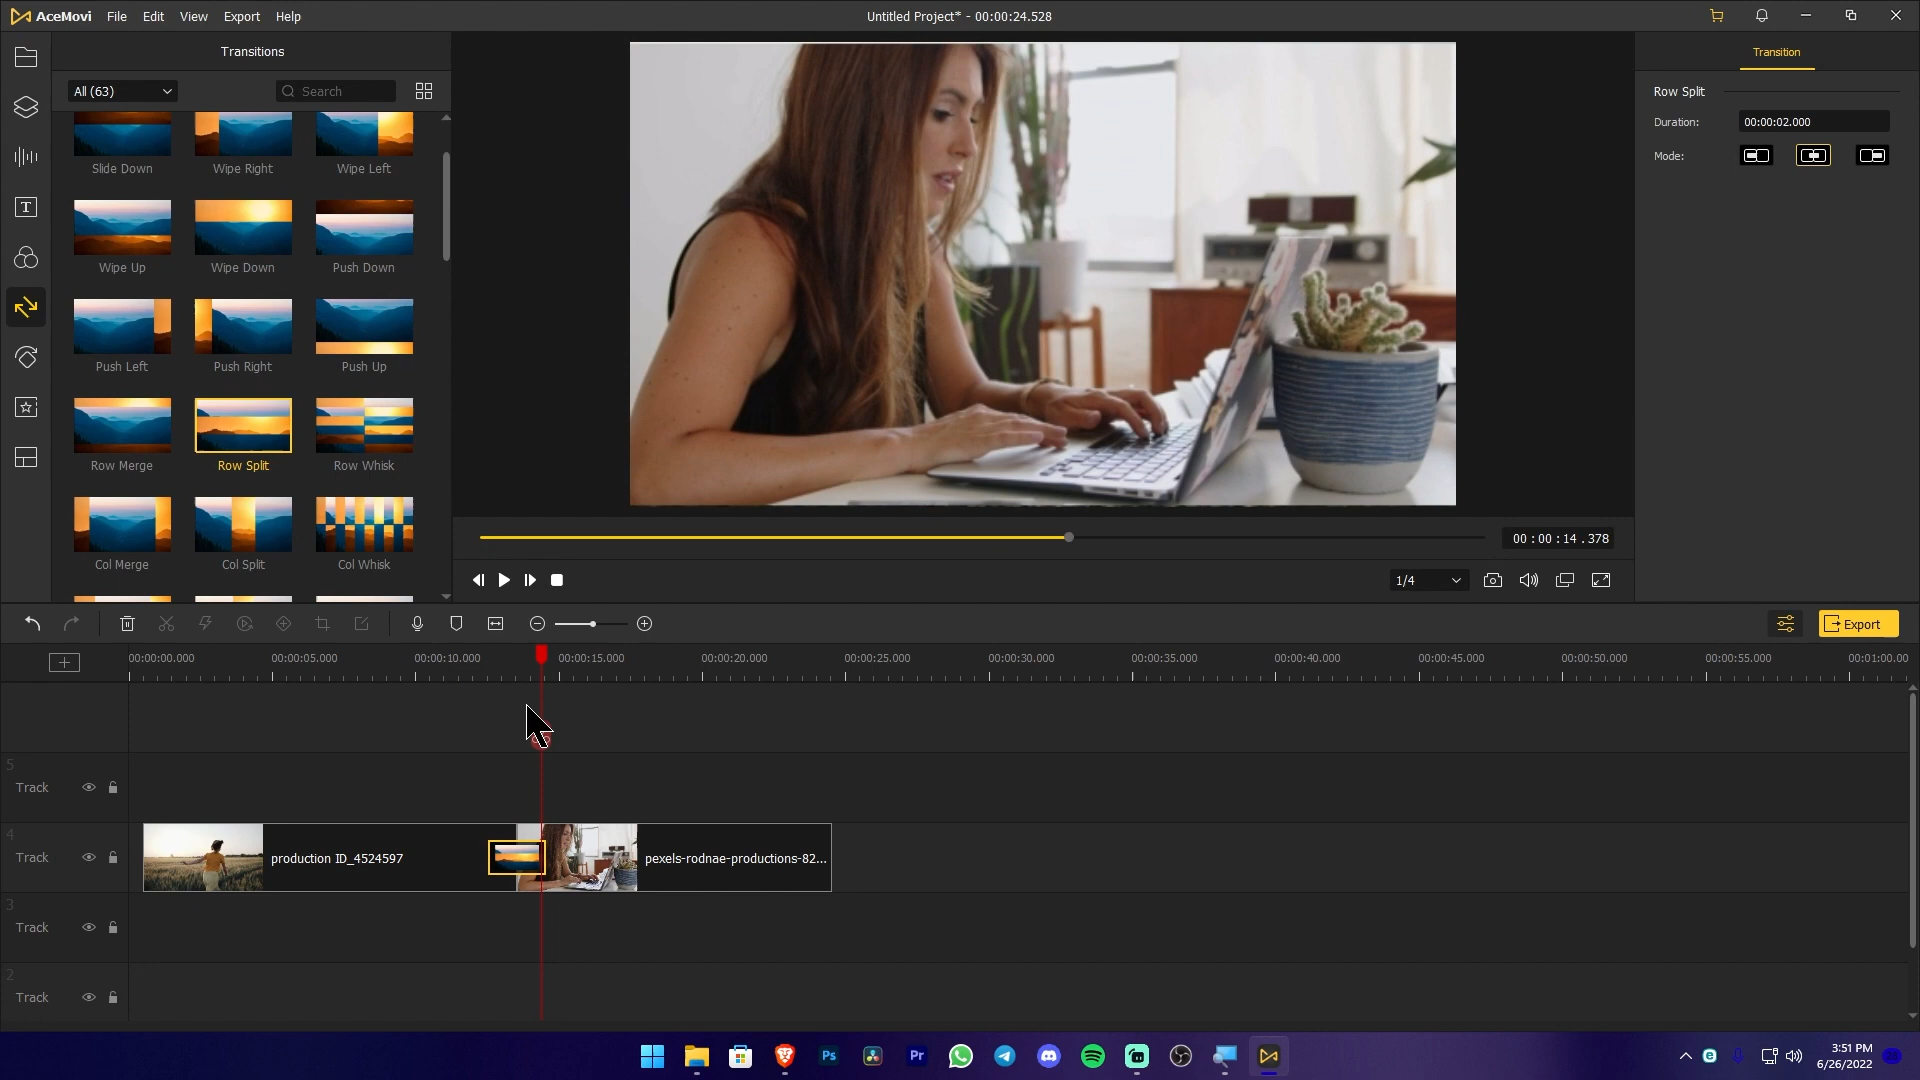 AceMovi File Edit View Export Help
Untitled Project* - 00:00:24.528
Transitions
All (63)
Search
Slide Down Wipe Right Wipe Left
Wipe Up Wipe Down Push Down
Push Left Push Right Push Up
Row Merge Row Split Row Whisk
Col Merge Col Split Col Whisk
00 : 00 : 14 . 378
1/4
Transition
Row Split
Duration: 00:00:02.000
Mode:
Export
00:00:00.000 00:00:05.000 00:00:10.000 00:00:15.000 00:00:20.000 00:00:25.000 00:00:30.000 00:00:35.000 00:00:40.000 00:00:45.000 00:00:50.000 00:00:55.000 00:01:00.00
5
Track
4
Track
production ID_4524597
pexels-rodnae-productions-82...
3
Track
2
Track
Ps
Pr
3:51 PM
6/26/2022